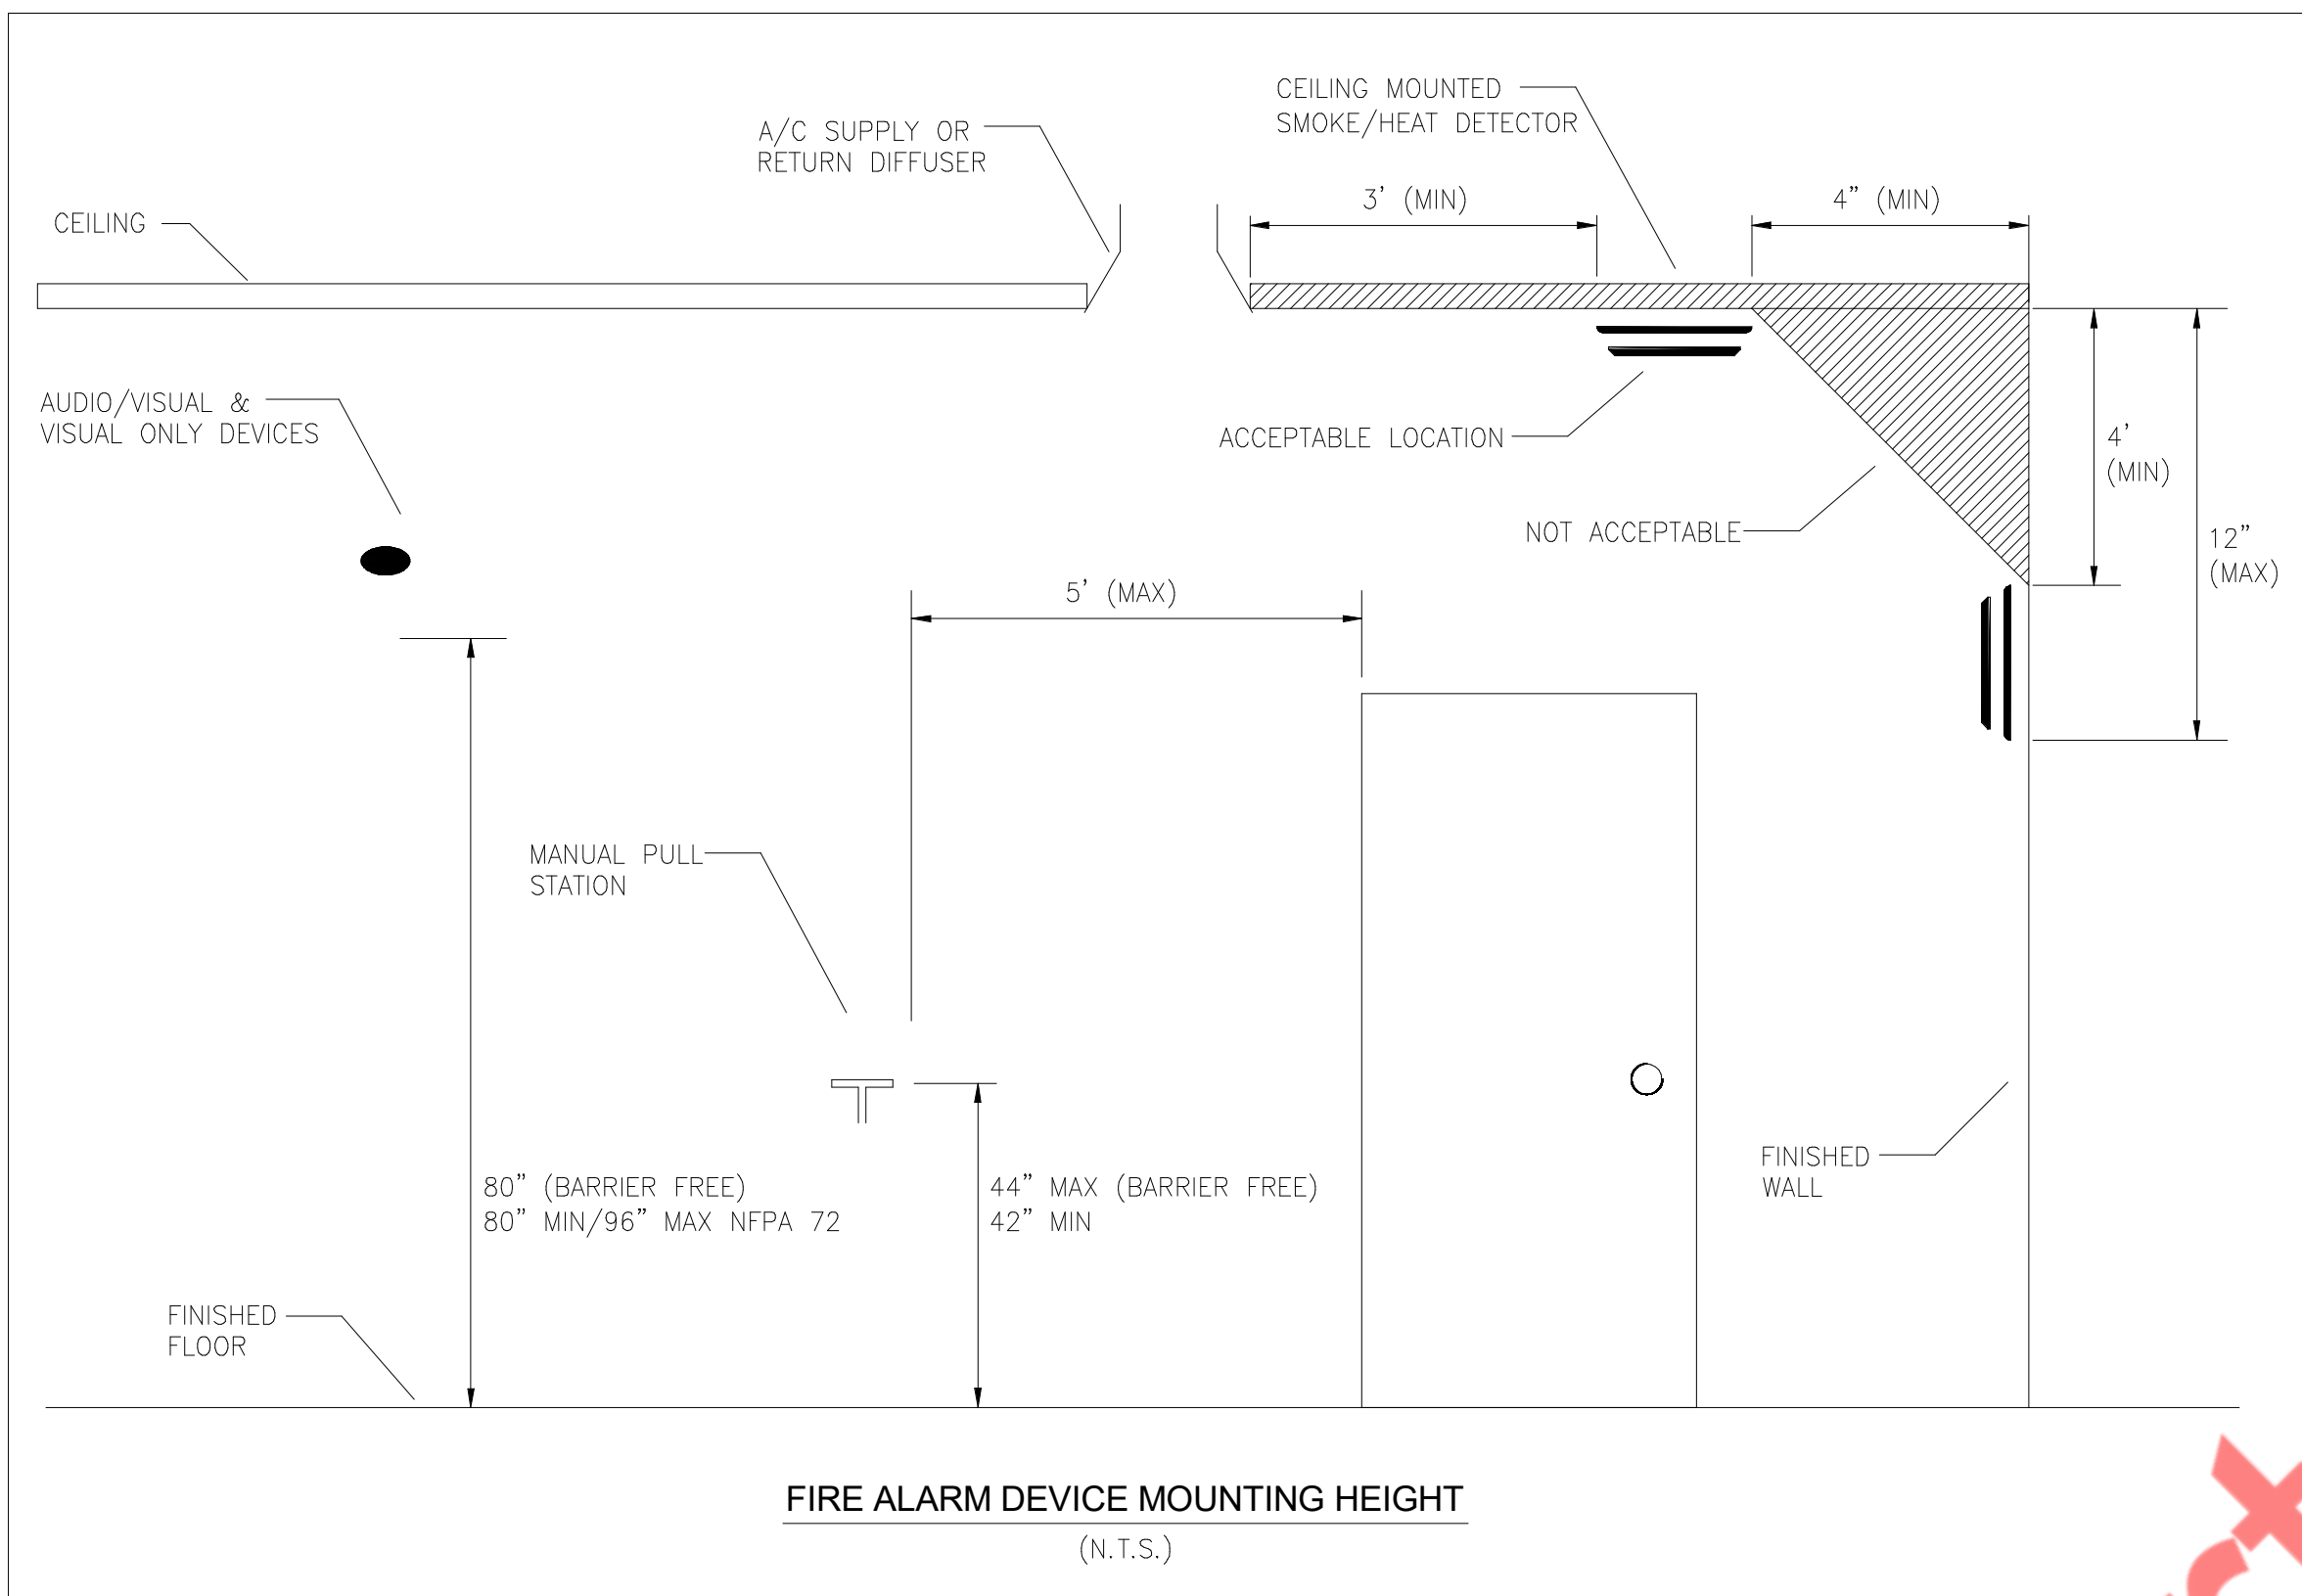 CEILING MOUNTED
SMOKE/HEAT DETECTOR
A/C SUPPLY OR
RETURN DIFFUSER
3' (MIN)
4" (MIN)
CEILING
AUDIO/VISUAL &
VISUAL ONLY DEVICES
ACCEPTABLE LOCATION
4'
(MIN)
NOT ACCEPTABLE
12"
(MAX)
5' (MAX)
MANUAL PULL
STATION
80" (BARRIER FREE)
80" MIN/96" MAX NFPA 72
44" MAX (BARRIER FREE)
42" MIN
FINISHED
WALL
FINISHED
FLOOR
FIRE ALARM DEVICE MOUNTING HEIGHT
(N.T.S.)